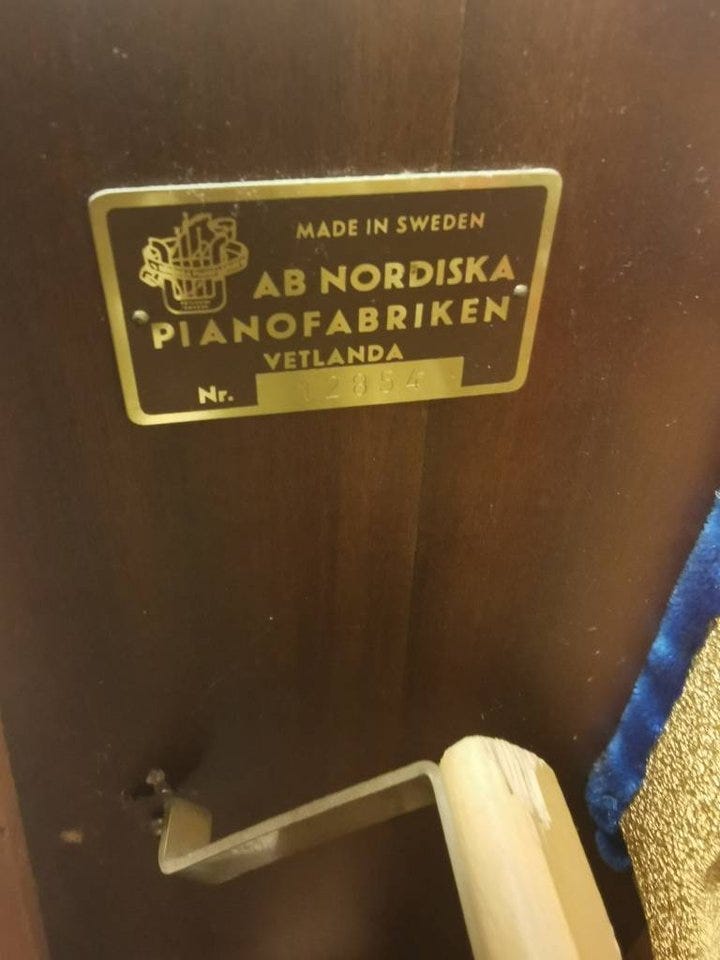 MADE IN SWEDEN
AB NORDISKA
PIANOFABRIKEN
VETLANDA
Nr. 12854